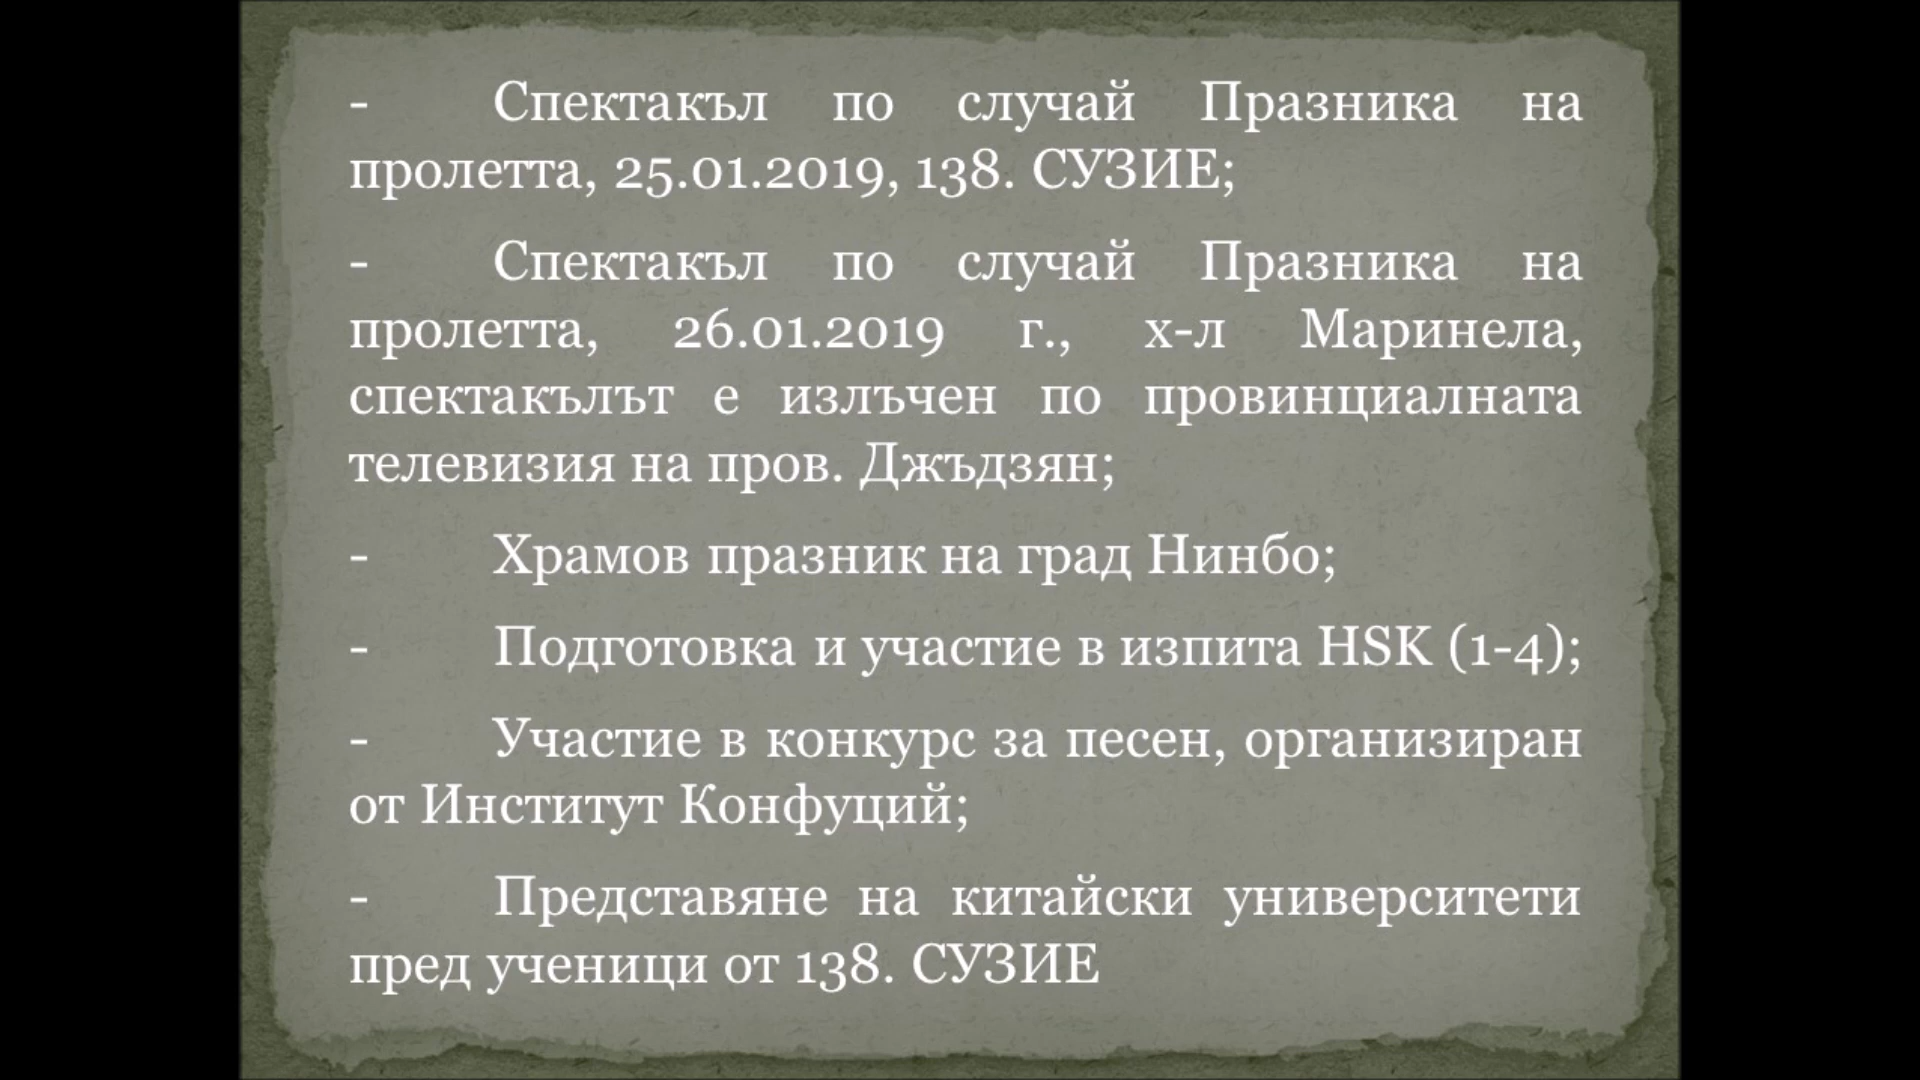 - Спектакъл по случай Празника на
пролетта, 25.01.2019, 138. СУЗИЕ;
- Спектакъл по случай Празника на
пролетта, 26.01.2019 г., х-л Маринела,
спектакълът е излъчен по провинциалната
телевизия на пров. Джъдзян;
- Храмов празник на град Нинбо;
- Подготовка и участие в изпита HSK (1-4);
- Участие в конкурс за песен, организиран
от Институт Конфуций;
- Представяне на китайски университети
пред ученици от 138. СУЗИЕ